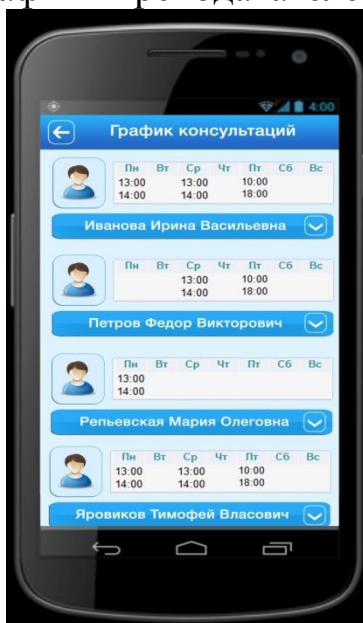 4:00
График консультаций
Пн Вт Ср Чт Пт Сб Вс
13:00 13:00 10:00
14:00 14:00 18:00
Иванова Ирина Васильевна
Пн Вт Ср Чт Пт Сб Вс
13:00 10:00
14:00 18:00
Петров Федор Викторович
Пн Вт Ср Чт Пт Сб Вс
13:00
14:00
Репьевская Мария Олеговна
Пн Вт Ср Чт Пт Сб Вс
13:00 13:00 10:00
14:00 14:00 18:00
Яровиков Тимофей Власович